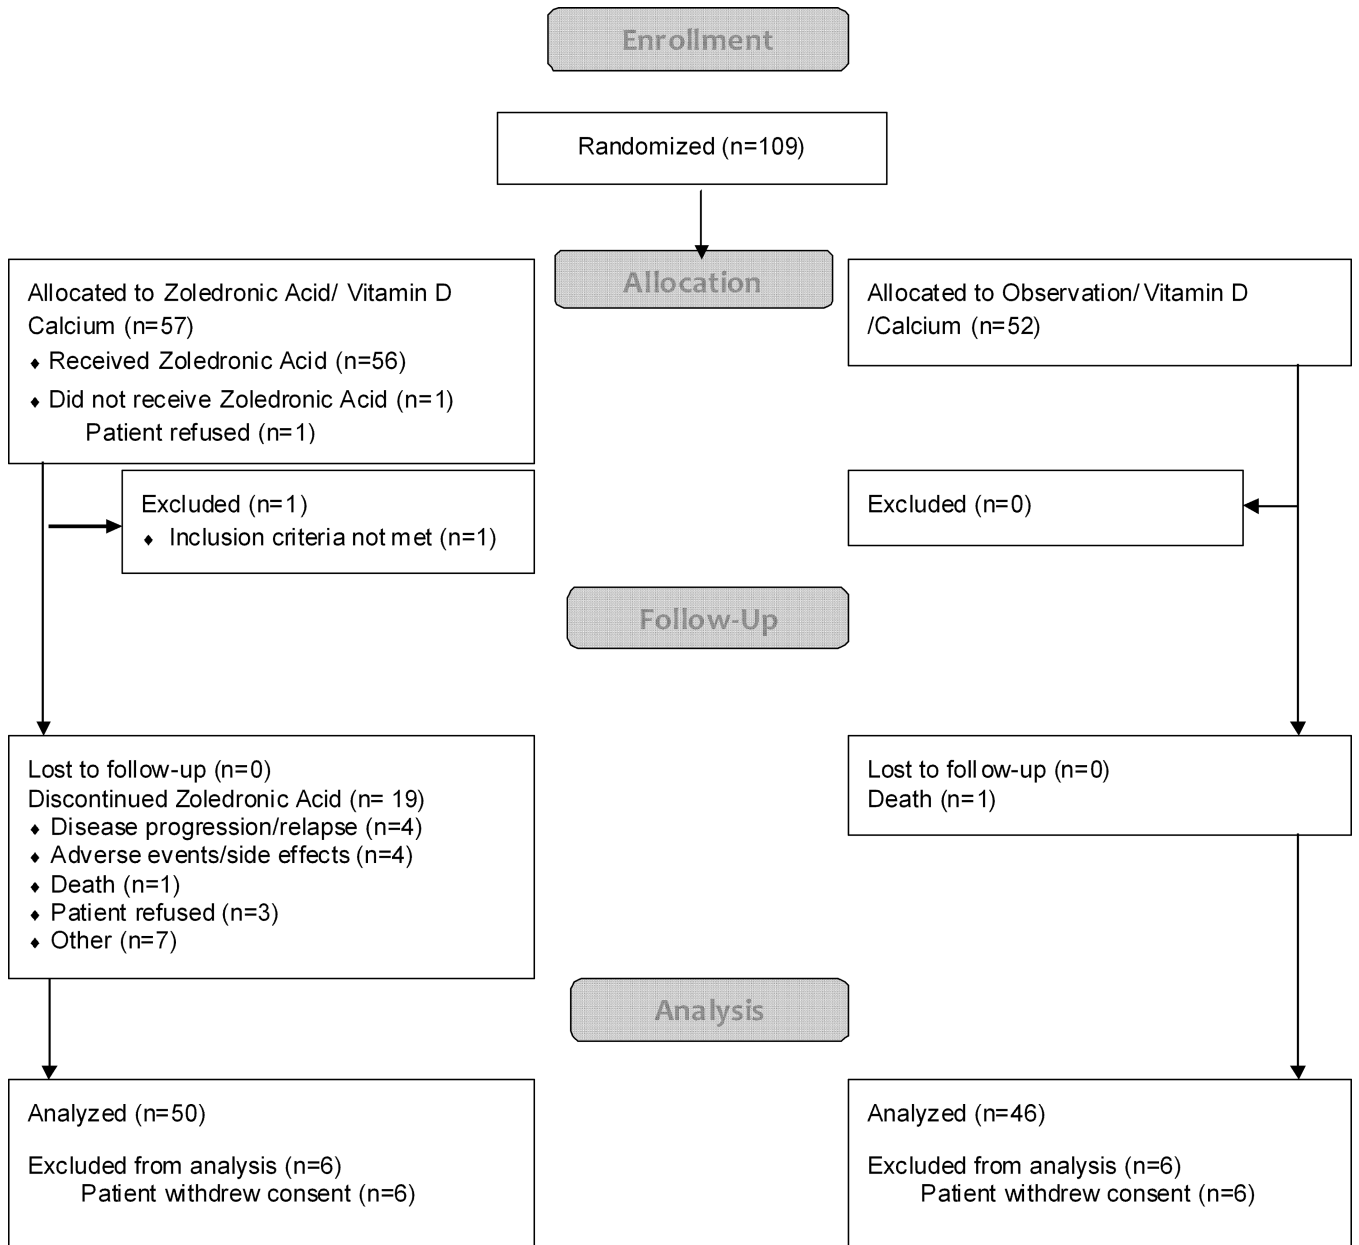 Enrollment
Randomized (n=109)
Allocation
Allocated to Zoledronic Acid/ Vitamin D
Calcium (n=57)
♦ Received Zoledronic Acid (n=56)
♦ Did not receive Zoledronic Acid (n=1)
Patient refused (n=1)
Allocated to Observation/ Vitamin D
/Calcium (n=52)
Excluded (n=1)
♦ Inclusion criteria not met (n=1)
Excluded (n=0)
Follow-Up
Lost to follow-up (n=0)
Discontinued Zoledronic Acid (n= 19)
♦ Disease progression/relapse (n=4)
♦ Adverse events/side effects (n=4)
♦ Death (n=1)
♦ Patient refused (n=3)
♦ Other (n=7)
Lost to follow-up (n=0)
Death (n=1)
Analysis
Analyzed (n=50)
Excluded from analysis (n=6)
Patient withdrew consent (n=6)
Analyzed (n=46)
Excluded from analysis (n=6)
Patient withdrew consent (n=6)